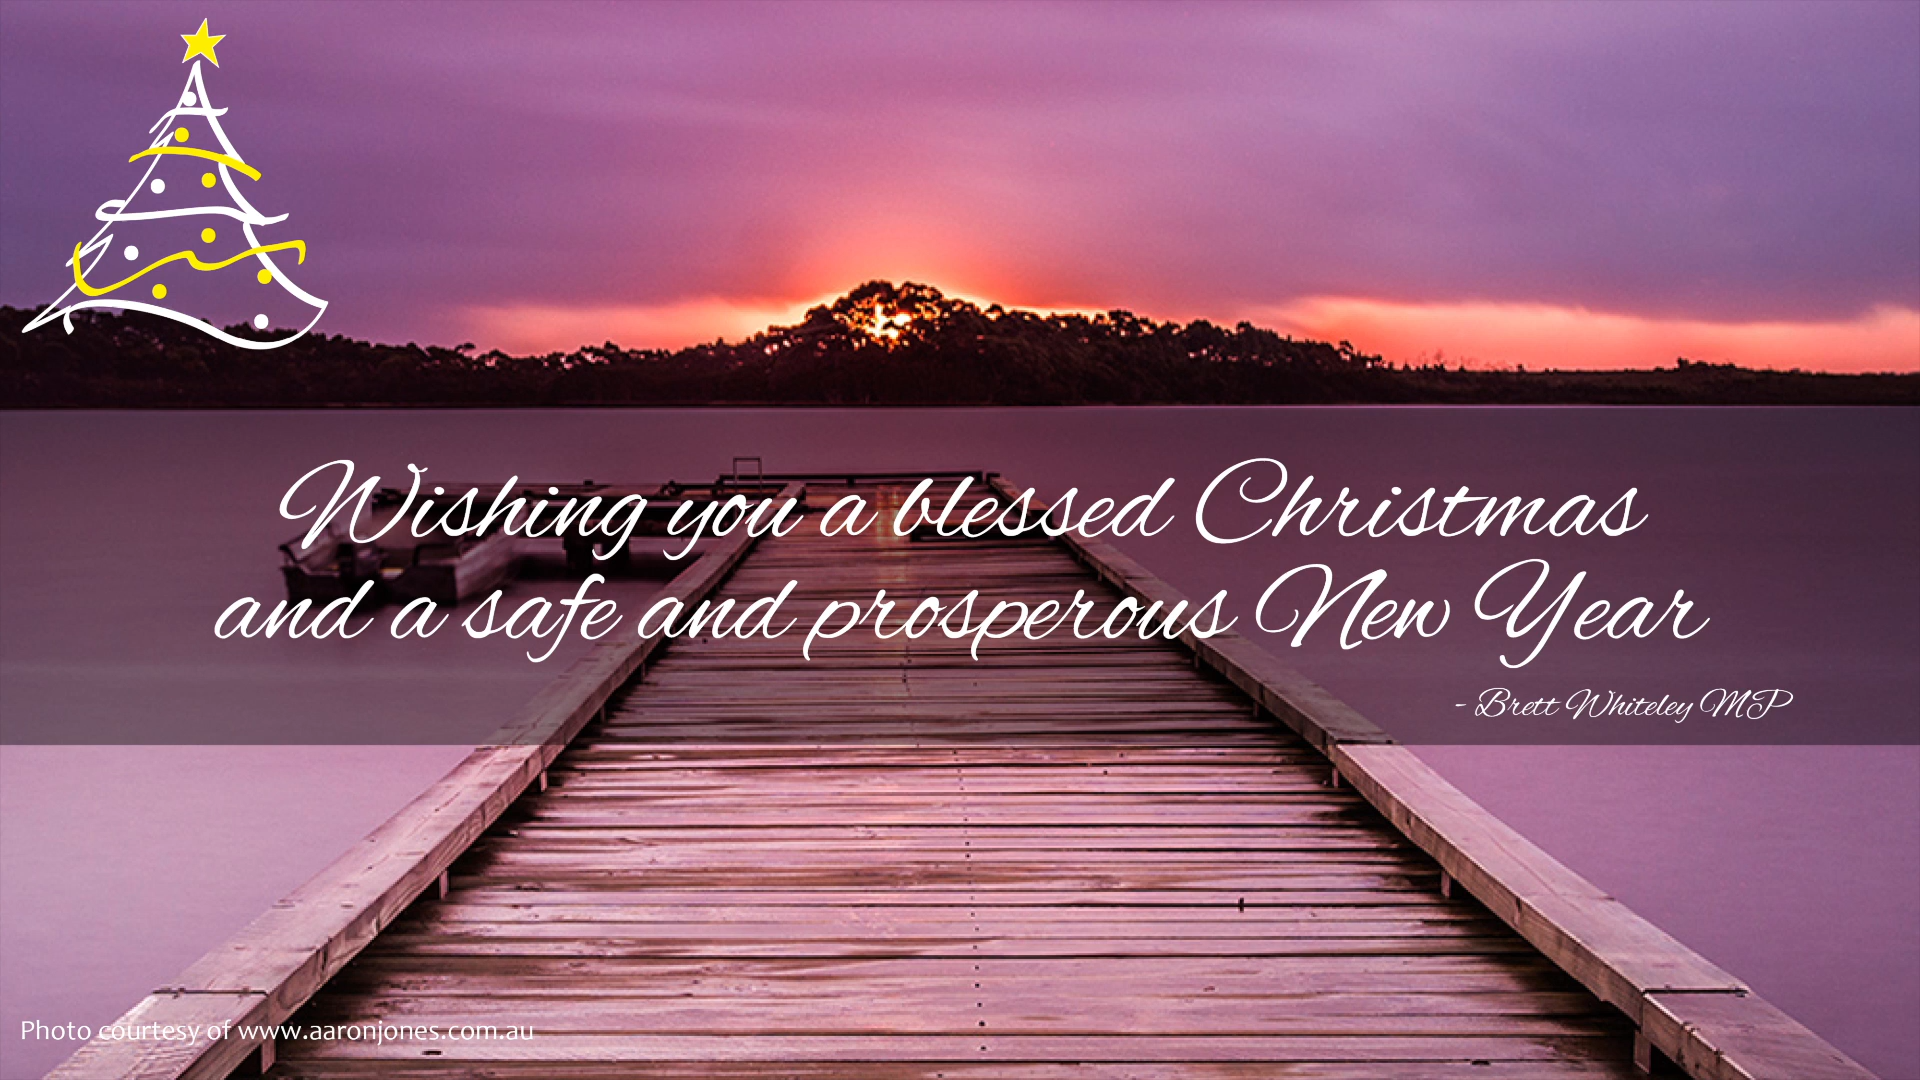 Wishing you a blessed Christmas
and a safe and prosperous New Year
- Brett Whiteley MP
Photo courtesy of www.aaronjones.com.au